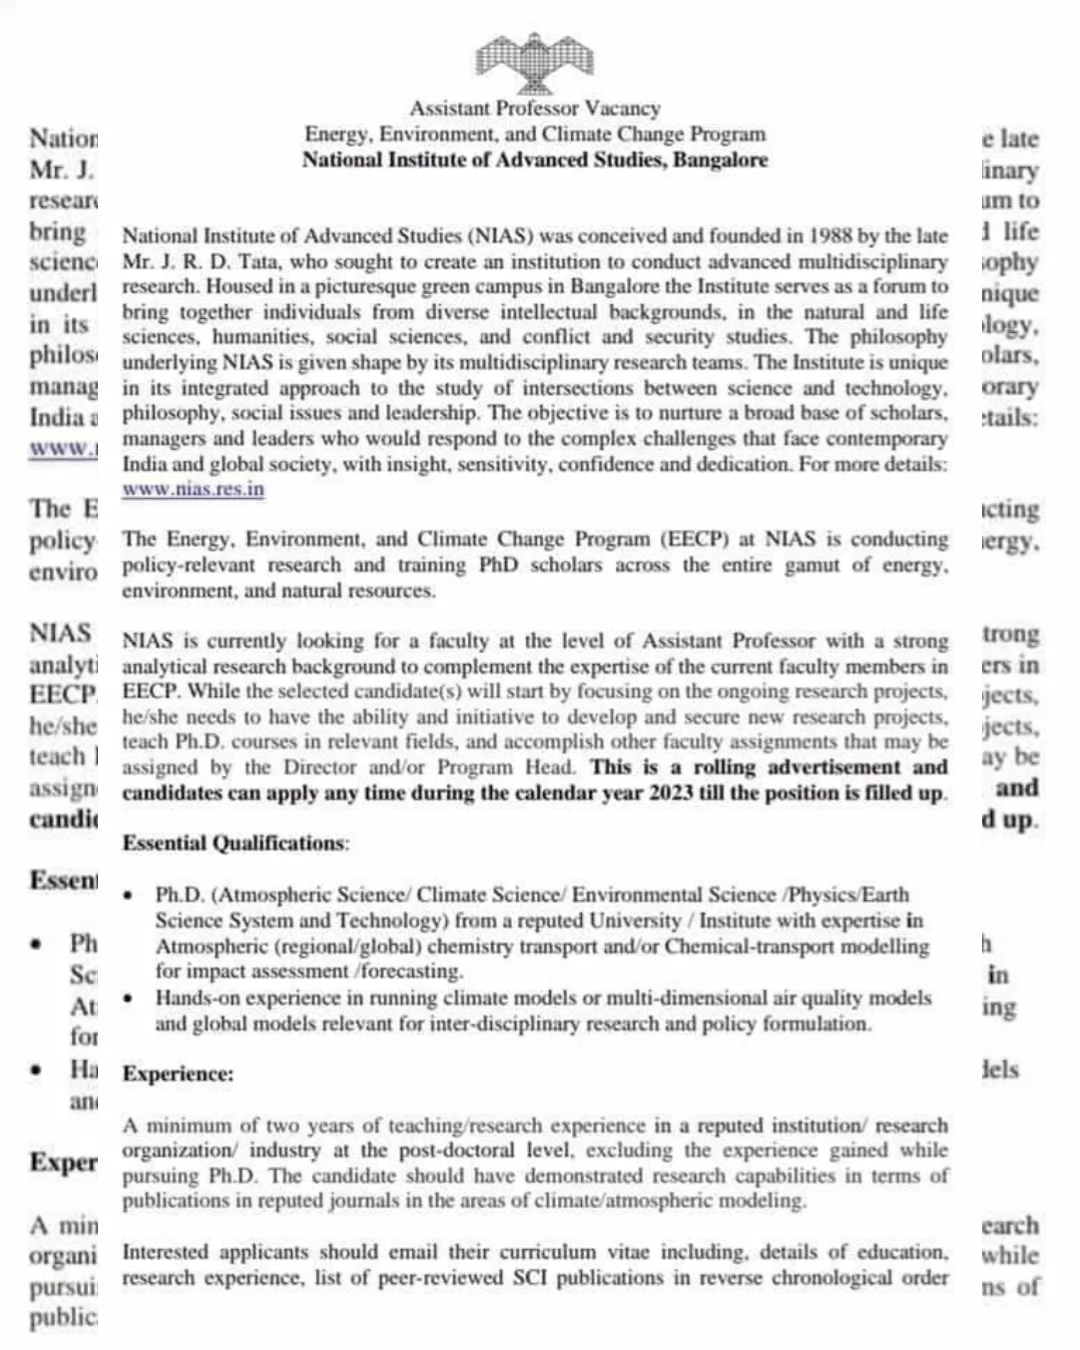 Assistant Professor Vacancy
Energy, Environment, and Climate Change Program
National Institute of Advanced Studies, Bangalore
National Institute of Advanced Studies (NIAS) was conceived and founded in 1988 by the late
Mr. J. R. D. Tata, who sought to create an institution to conduct advanced multidisciplinary
research. Housed in a picturesque green campus in Bangalore the Institute serves as a forum to
bring together individuals from diverse intellectual backgrounds, in the natural and life
sciences, humanities, social sciences, and conflict and security studies. The philosophy
underlying NIAS is given shape by its multidisciplinary research teams. The Institute is unique
in its integrated approach to the study of intersections between science and technology,
philosophy, social issues and leadership. The objective is to nurture a broad base of scholars,
managers and leaders who would respond to the complex challenges that face contemporary
India and global society, with insight, sensitivity, confidence and dedication. For more details:
www.nias.res.in
The Energy, Environment, and Climate Change Program (EECP) at NIAS is conducting
policy-relevant research and training PhD scholars across the entire gamut of energy,
environment, and natural resources.
NIAS is currently looking for a faculty at the level of Assistant Professor with a strong
analytical research background to complement the expertise of the current faculty members in
EECP. While the selected candidate(s) will start by focusing on the ongoing research projects,
he/she needs to have the ability and initiative to develop and secure new research projects,
teach Ph.D. courses in relevant fields, and accomplish other faculty assignments that may be
assigned by the Director and/or Program Head. This is a rolling advertisement and
candidates can apply any time during the calendar year 2023 till the position is filled up.
Essential Qualifications:
• Ph.D. (Atmospheric Science/ Climate Science/ Environmental Science /Physics/Earth
Science System and Technology) from a reputed University / Institute with expertise in
Atmospheric (regional/global) chemistry transport and/or Chemical-transport modelling
for impact assessment /forecasting.
• Hands-on experience in running climate models or multi-dimensional air quality models
and global models relevant for inter-disciplinary research and policy formulation.
Experience:
A minimum of two years of teaching/research experience in a reputed institution/ research
organization/ industry at the post-doctoral level, excluding the experience gained while
pursuing Ph.D. The candidate should have demonstrated research capabilities in terms of
publications in reputed journals in the areas of climate/atmospheric modeling.
Interested applicants should email their curriculum vitae including, details of education,
research experience, list of peer-reviewed SCI publications in reverse chronological order